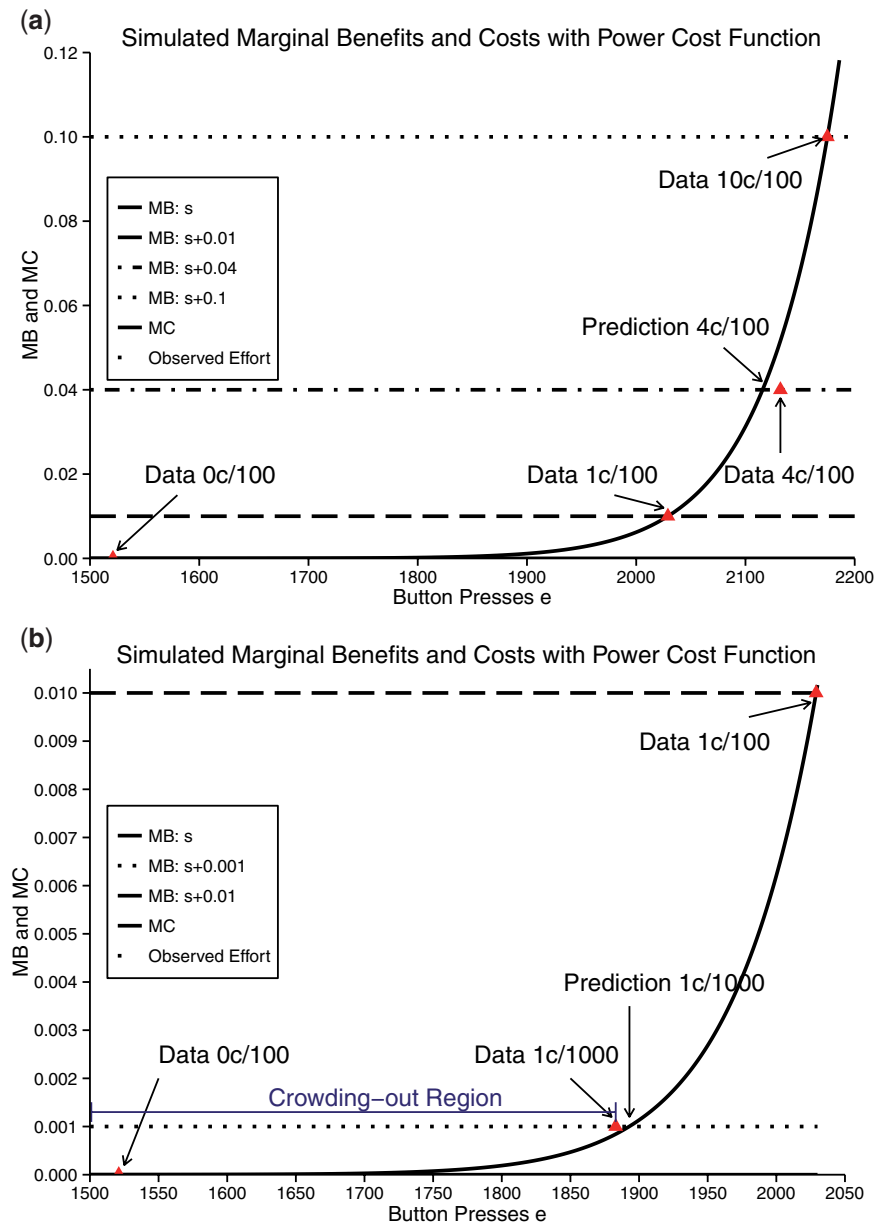 (a)
Simulated Marginal Benefits and Costs with Power Cost Function
0.12
0.10
0.08
0.06
0.04
0.02
0.00
MB and MC
MB: s
MB: s+0.01
MB: s+0.04
MB: s+0.1
MC
Observed Effort
Data 10c/100
Prediction 4c/100
Data 0c/100
Data 1c/100
Data 4c/100
1500 1600 1700 1800 1900 2000 2100 2200
Button Presses e
(b)
Simulated Marginal Benefits and Costs with Power Cost Function
0.010
0.009
0.008
0.007
0.006
0.005
0.004
0.003
0.002
0.001
0.000
MB and MC
MB: s
MB: s+0.001
MB: s+0.01
MC
Observed Effort
Data 1c/100
Prediction 1c/1000
Data 0c/100
Data 1c/1000
Crowding−out Region
1500 1550 1600 1650 1700 1750 1800 1850 1900 1950 2000 2050
Button Presses e